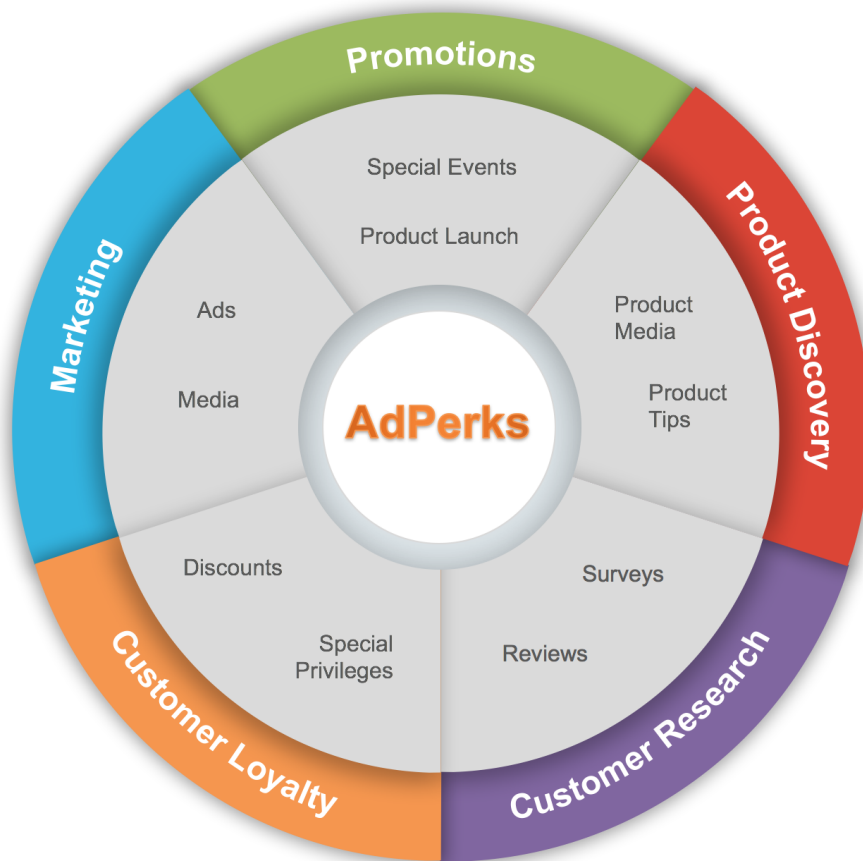 Promotions
Special Events
Product Launch
Product Discovery
Product
Media
Product
Tips
Marketing
Ads
Media
AdPerks
Customer Loyalty
Discounts
Special
Privileges
Customer Research
Surveys
Reviews